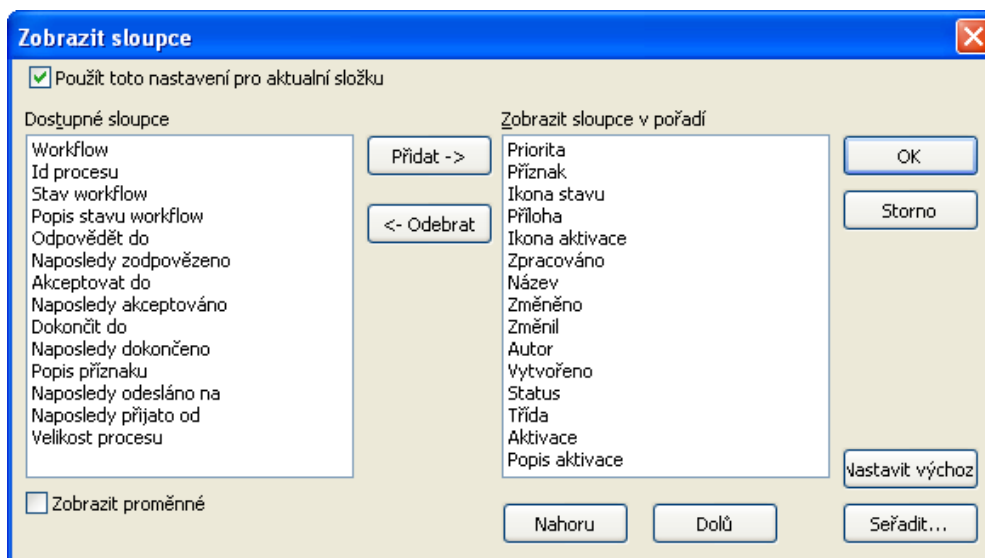 Zobrazit sloupce
Použít toto nastavení pro aktualní složku
Dostupné sloupce
Workflow
Id procesu
Stav workflow
Popis stavu workflow
Odpovědět do
Naposledy zodpovězeno
Akceptovat do
Naposledy akceptováno
Dokončit do
Naposledy dokončeno
Popis příznaku
Naposledy odesláno na
Naposledy přijato od
Velikost procesu
Zobrazit proměnné
Přidat ->
<- Odebrat
Zobrazit sloupce v pořadí
Priorita
Příznak
Ikona stavu
Příloha
Ikona aktivace
Zpracováno
Název
Změněno
Změnil
Autor
Vytvořeno
Status
Třída
Aktivace
Popis aktivace
Nahoru
Dolů
OK
Storno
Nastavit výchoz
Seřadit...